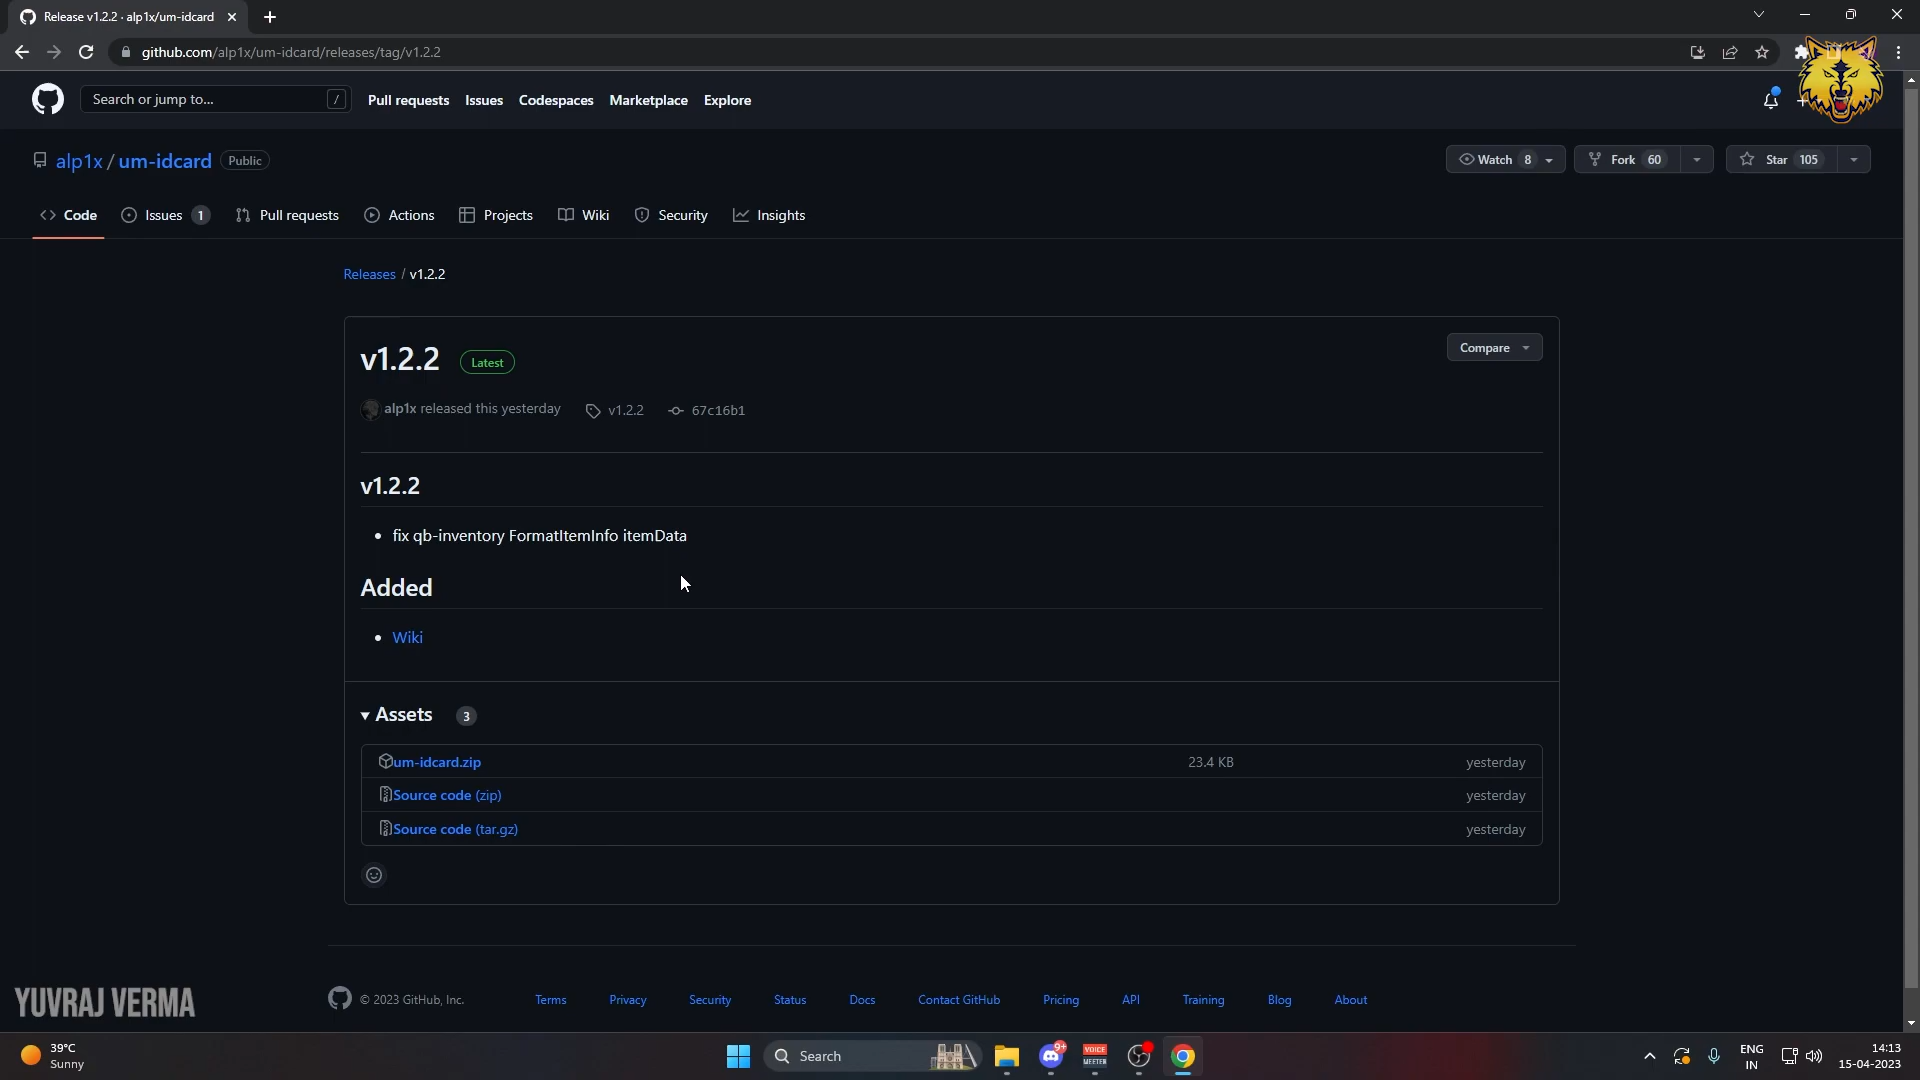 Release v1.2.2 · alp1x/um-idcard
github.com/alp1x/um-idcard/releases/tag/v1.2.2
Search or jump to... / Pull requests Issues Codespaces Marketplace Explore
alp1x / um-idcard Public Watch 8 Fork 60 Star 105
Code Issues 1 Pull requests Actions Projects Wiki Security Insights
Releases / v1.2.2
v1.2.2 Latest Compare
alp1x released this yesterday v1.2.2 67c16b1
v1.2.2
• fix qb-inventory FormatItemInfo itemData
Added
• Wiki
Assets 3
um-idcard.zip 23.4 KB yesterday
Source code (zip) yesterday
Source code (tar.gz) yesterday
YUVRAJ VERMA
© 2023 GitHub, Inc. Terms Privacy Security Status Docs Contact GitHub Pricing API Training Blog About
39°C
Sunny
Search
9+
VOICE
MEETER
ENG
IN
14:13
15-04-2023